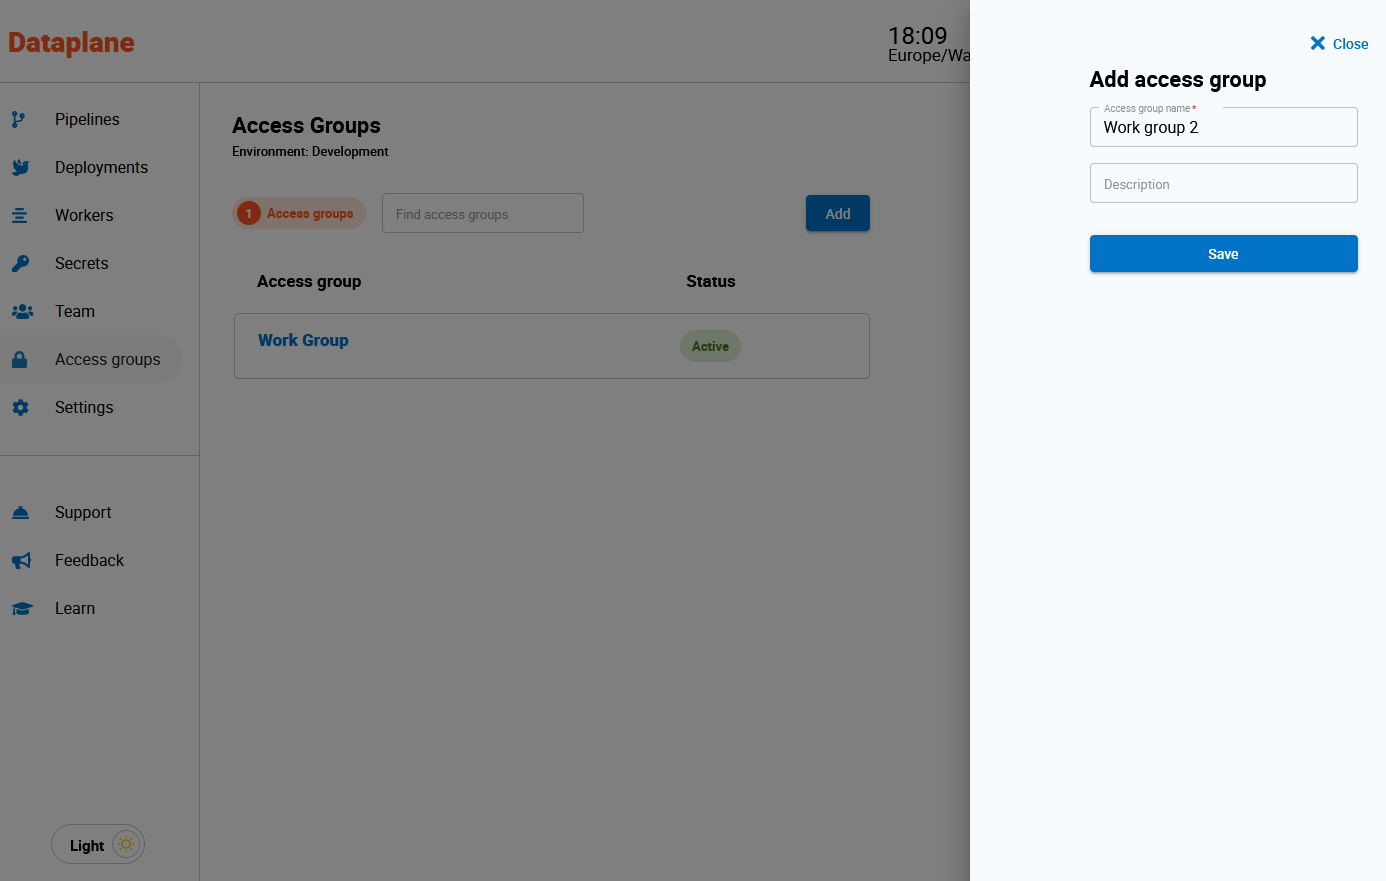 Dataplane
18:09
Europe/Wa
Pipelines
Deployments
Workers
Secrets
Team
Access groups
Settings
Support
Feedback
Learn
Light
Access Groups
Environment: Development
1 Access groups
Find access groups
Add
Access group Status
Work Group Active
Close
Add access group
Access group name *
Work group 2
Description
Save